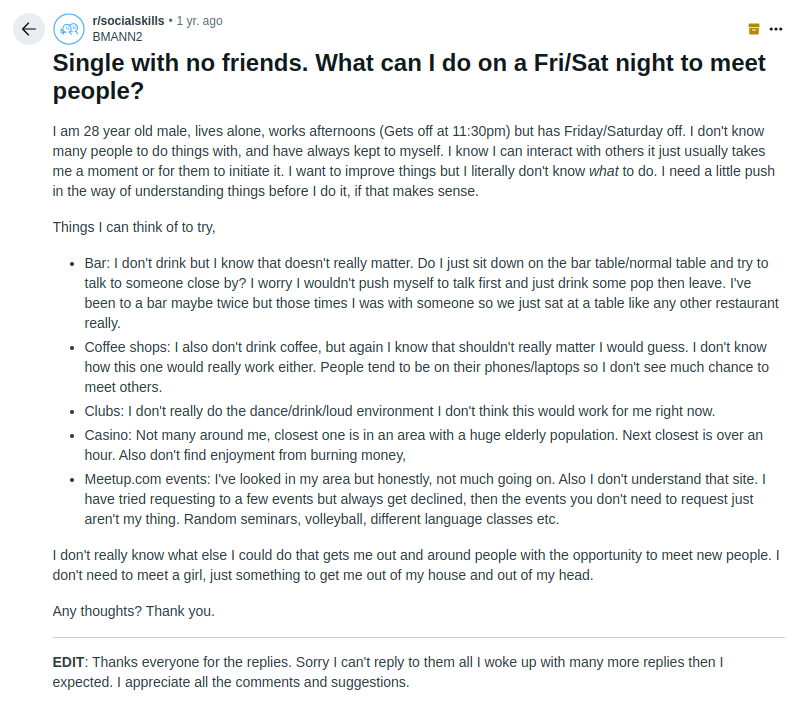 r/socialskills • 1 yr. ago
BMANN2
Single with no friends. What can I do on a Fri/Sat night to meet
people?
I am 28 year old male, lives alone, works afternoons (Gets off at 11:30pm) but has Friday/Saturday off. I don't know
many people to do things with, and have always kept to myself. I know I can interact with others it just usually takes
me a moment or for them to initiate it. I want to improve things but I literally don't know what to do. I need a little push
in the way of understanding things before I do it, if that makes sense.
Things I can think of to try,
• Bar: I don't drink but I know that doesn't really matter. Do I just sit down on the bar table/normal table and try to
talk to someone close by? I worry I wouldn't push myself to talk first and just drink some pop then leave. I've
been to a bar maybe twice but those times I was with someone so we just sat at a table like any other restaurant
really.
• Coffee shops: I also don't drink coffee, but again I know that shouldn't really matter I would guess. I don't know
how this one would really work either. People tend to be on their phones/laptops so I don't see much chance to
meet others.
• Clubs: I don't really do the dance/drink/loud environment I don't think this would work for me right now.
• Casino: Not many around me, closest one is in an area with a huge elderly population. Next closest is over an
hour. Also don't find enjoyment from burning money,
• Meetup.com events: I've looked in my area but honestly, not much going on. Also I don't understand that site. I
have tried requesting to a few events but always get declined, then the events you don't need to request just
aren't my thing. Random seminars, volleyball, different language classes etc.
I don't really know what else I could do that gets me out and around people with the opportunity to meet new people. I
don't need to meet a girl, just something to get me out of my house and out of my head.
Any thoughts? Thank you.
EDIT: Thanks everyone for the replies. Sorry I can't reply to them all I woke up with many more replies then I
expected. I appreciate all the comments and suggestions.